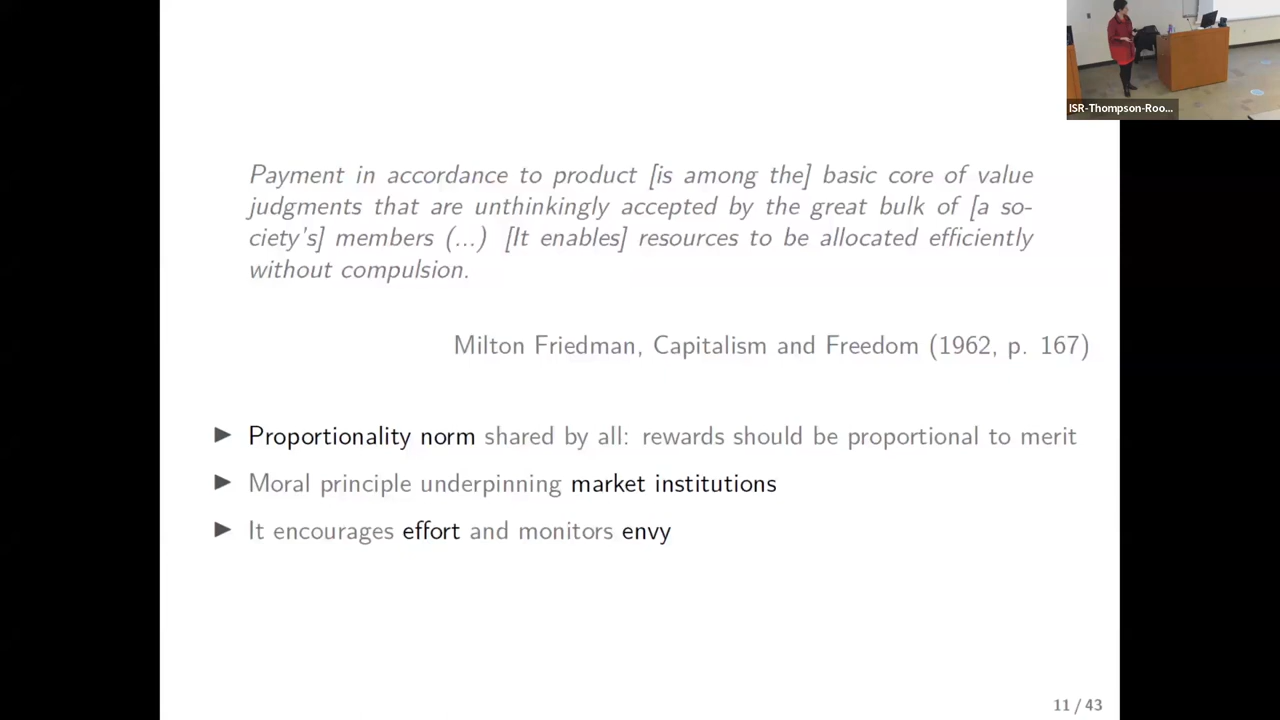 ISR-Thompson-Roo...
Payment in accordance to product [is among the] basic core of value
judgments that are unthinkingly accepted by the great bulk of [a so-
ciety's] members (...) [It enables] resources to be allocated efficiently
without compulsion.
Milton Friedman, Capitalism and Freedom (1962, p. 167)
▶ Proportionality norm shared by all: rewards should be proportional to merit
▶ Moral principle underpinning market institutions
▶ It encourages effort and monitors envy
11 / 43